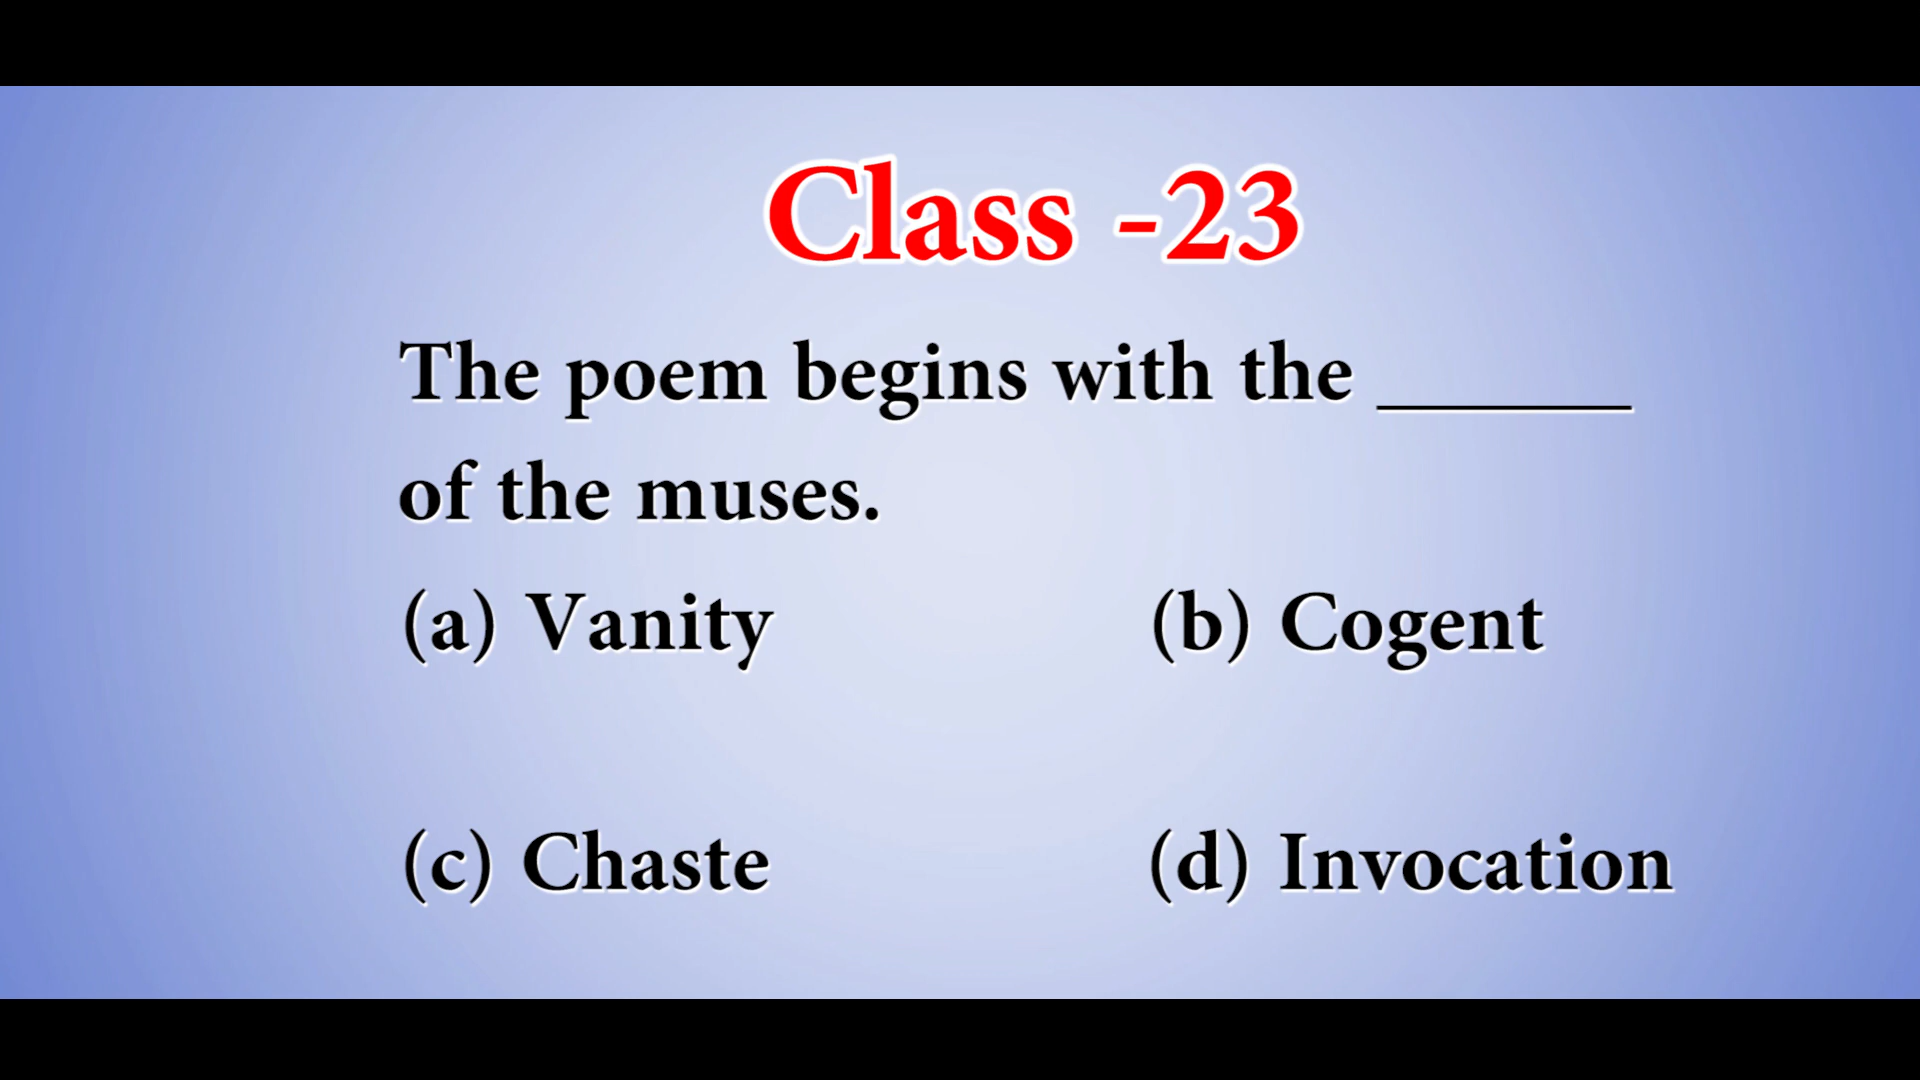 Class -23
The poem begins with the ______
of the muses.
(a) Vanity (b) Cogent
(c) Chaste (d) Invocation